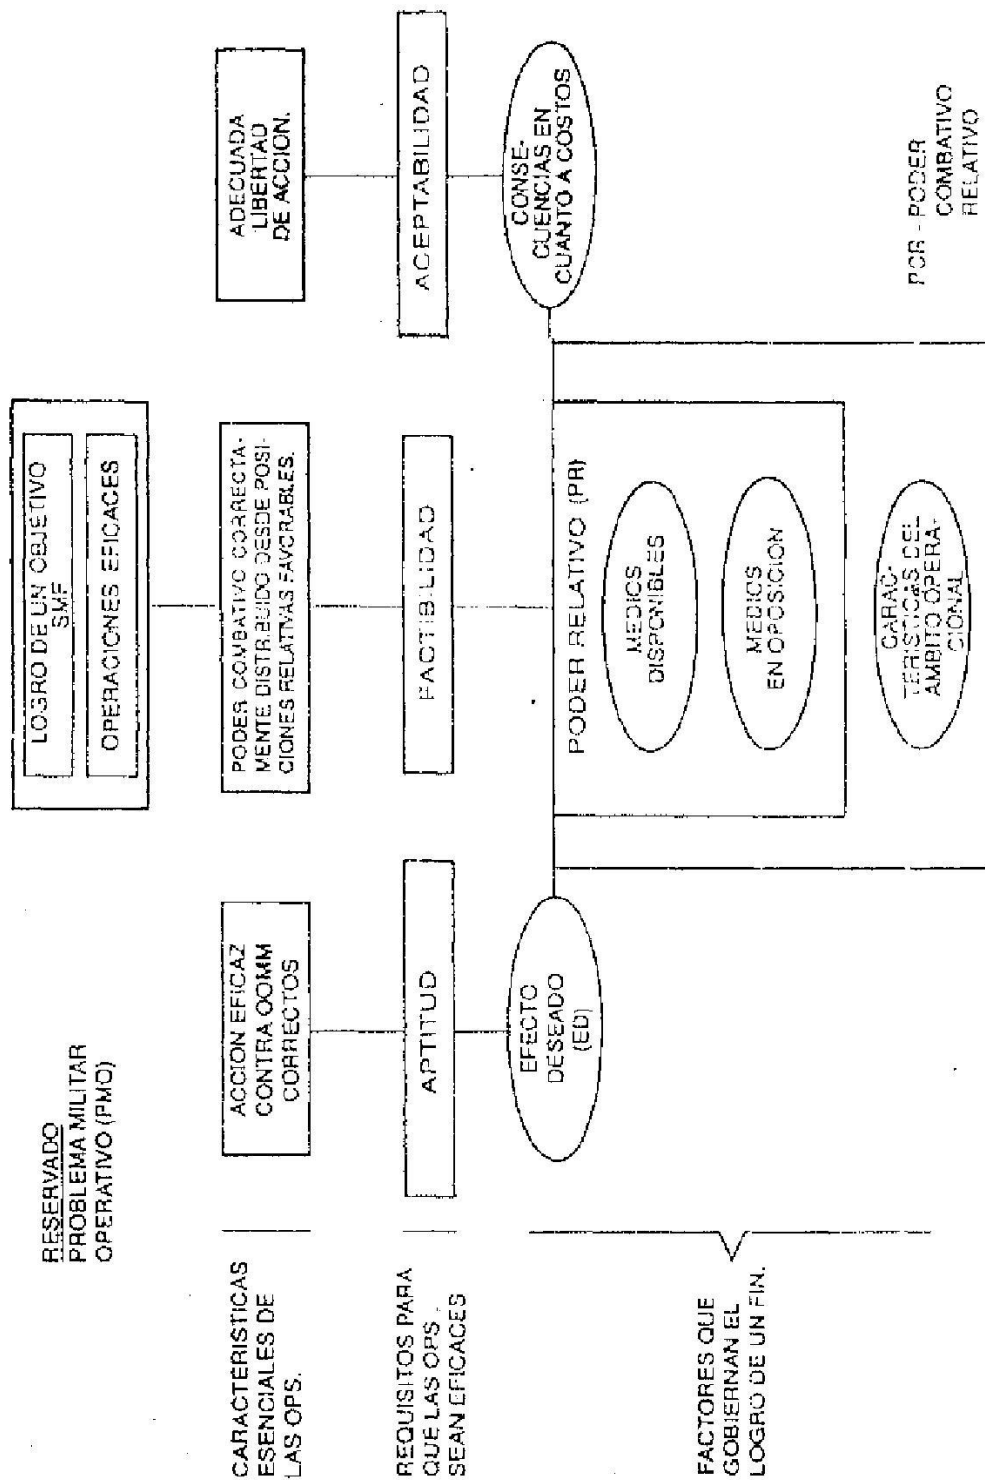 RESERVADO
PROBLEMA MILITAR
OPERATIVO (PMO)
LOGRO DE UN OBJETIVO
SMF
OPERACIONES EFICACES
CARACTERISTICAS
ESENCIALES DE
LAS OPS.
ACCION EFICAZ
CONTRA OOMM
CORRECTOS
PODER COMBATIVO CORRECTA-
MENTE DISTRIBUIDO DESDE POSI-
CIONES RELATIVAS FAVORABLES.
ADECUADA
LIBERTAD
DE ACCION.
REQUISITOS PARA
QUE LAS OPS.
SEAN EFICACES
APTITUD
FACTIBILIDAD
ACEPTABILIDAD
FACTORES QUE
GOBIERNAN EL
LOGRO DE UN FIN.
EFECTO
DESEADO
(ED)
PODER RELATIVO (PR)
MEDIOS
DISPONIBLES
MEDIOS
EN OPOSICION
CARAC-
TERISTICAS DEL
AMBITO OPERA-
CIONAL
CONSE-
CUENCIAS EN
CUANTO A COSTOS
PCR - PODER
COMBATIVO
RELATIVO